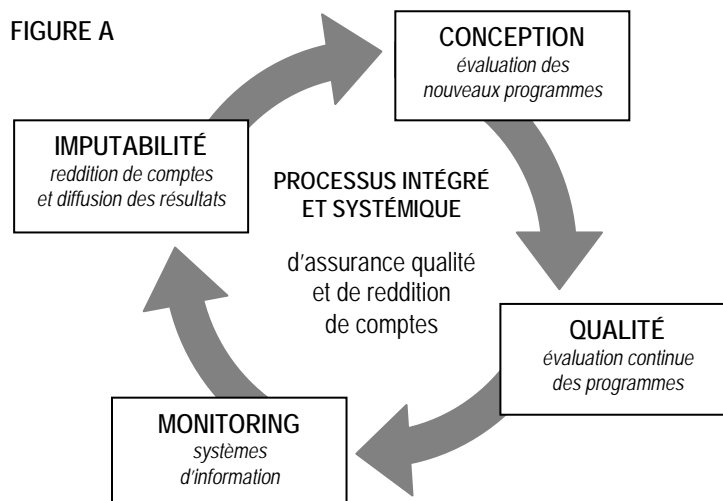 FIGURE A
CONCEPTION
évaluation des
nouveaux programmes
IMPUTABILITÉ
reddition de comptes
et diffusion des résultats
PROCESSUS INTÉGRÉ
ET SYSTÉMIQUE
d'assurance qualité
et de reddition
de comptes
QUALITÉ
évaluation continue
des programmes
MONITORING
systèmes
d'information